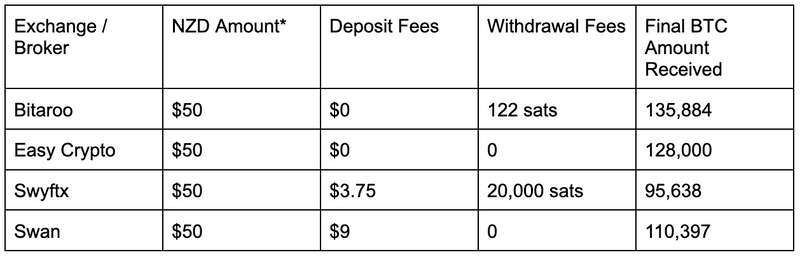 Exchange / Broker NZD Amount* Deposit Fees Withdrawal Fees Final BTC Amount Received
Bitaroo $50 $0 122 sats 135,884
Easy Crypto $50 $0 0 128,000
Swyftx $50 $3.75 20,000 sats 95,638
Swan $50 $9 0 110,397